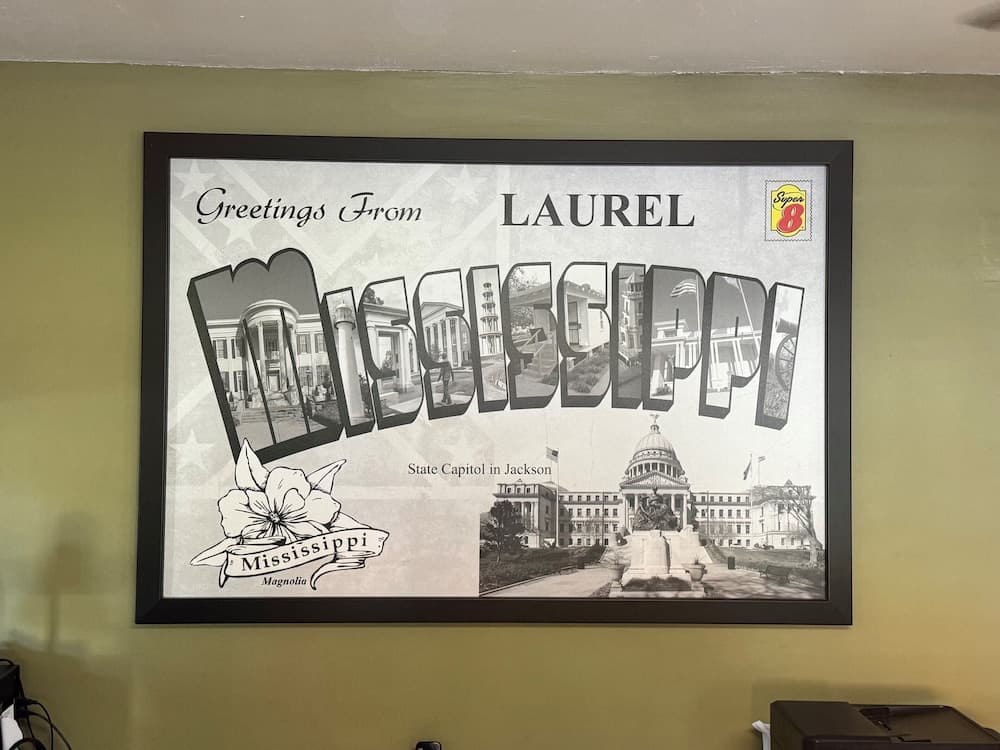 Greetings From
LAUREL
Super
8
MISSISSIPPI
State Capitol in Jackson
Mississippi
Magnolia